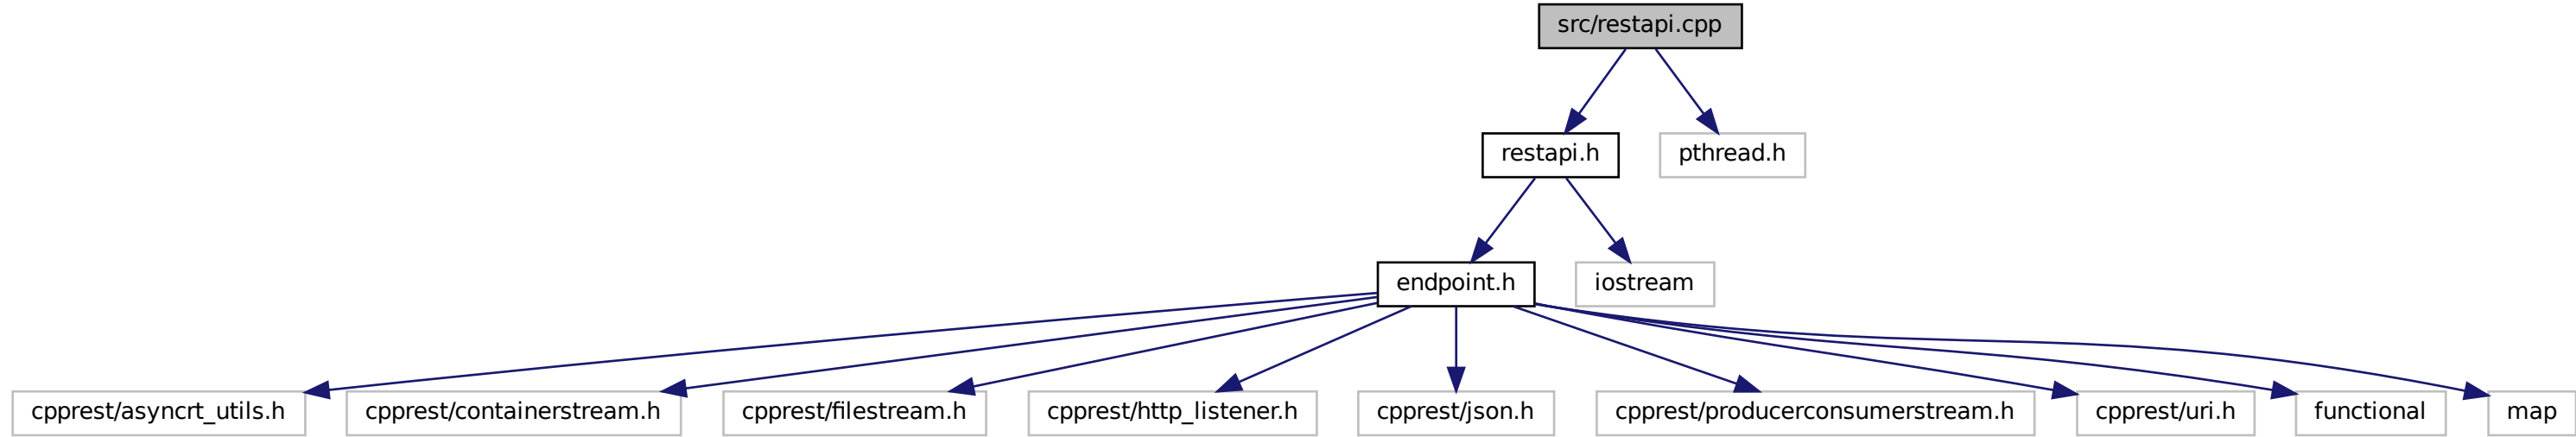 src/restapi.cpp
restapi.h
pthread.h
endpoint.h
iostream
cpprest/asyncrt_utils.h
cpprest/containerstream.h
cpprest/filestream.h
cpprest/http_listener.h
cpprest/json.h
cpprest/producerconsumerstream.h
cpprest/uri.h
functional
map